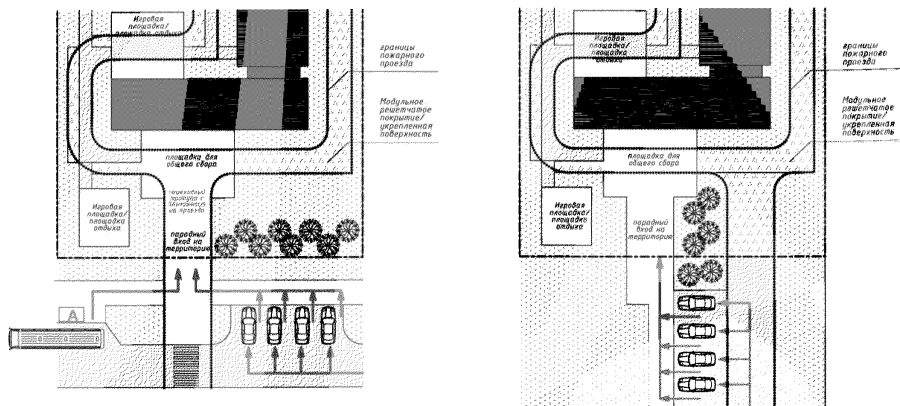 Игровая
площадка/
площадка отдыха
границы
пожарного
проезда
Модульное
решетчатое
покрытие/
укрепленная
поверхность
площадка для
общего сбора
Игровая
площадка/
площадка
отдыха
парадный
вход на
территорию
A
Игровая
площадка/
площадка
отдыха
границы
пожарного
проезда
Модульное
решетчатое
покрытие/
укрепленная
поверхность
площадка для
общего сбора
Игровая
площадка/
площадка
отдыха
парадный
вход на
территорию